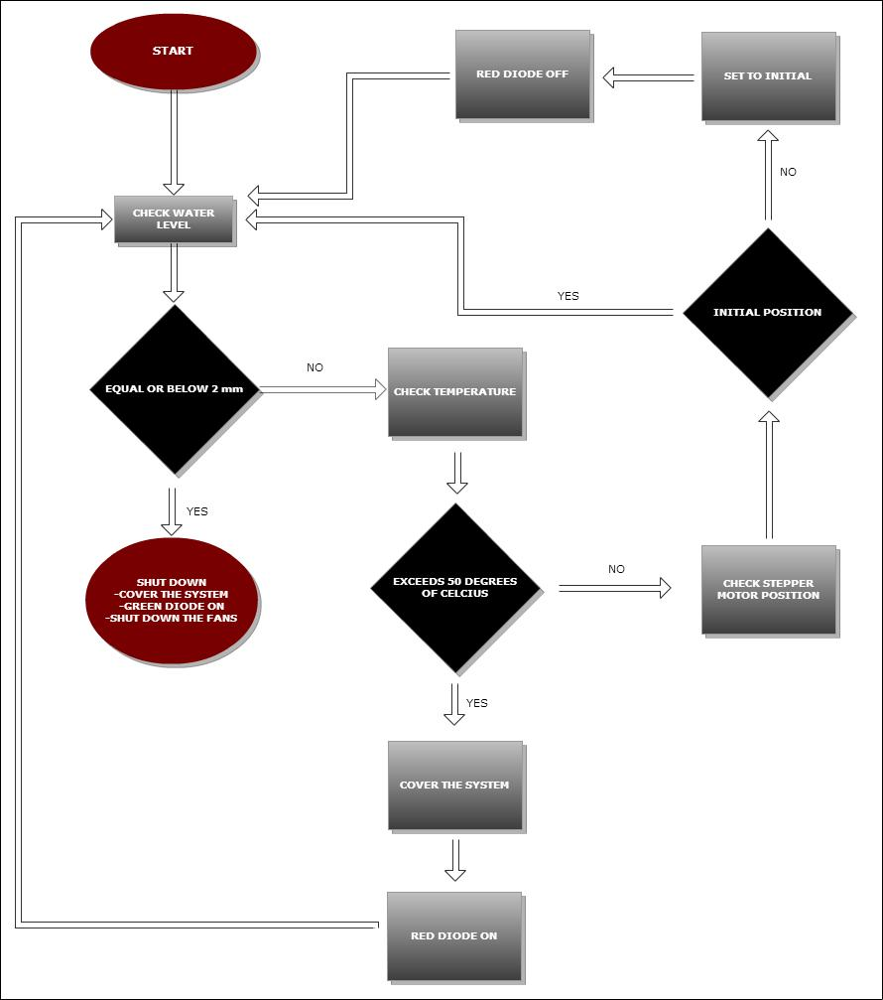 START
RED DIODE OFF
SET TO INITIAL
NO
CHECK WATER
LEVEL
YES
INITIAL POSITION
EQUAL OR BELOW 2 mm
NO
CHECK TEMPERATURE
YES
SHUT DOWN
-COVER THE SYSTEM
-GREEN DIODE ON
-SHUT DOWN THE FANS
EXCEEDS 50 DEGREES
OF CELCIUS
NO
CHECK STEPPER
MOTOR POSITION
YES
COVER THE SYSTEM
RED DIODE ON